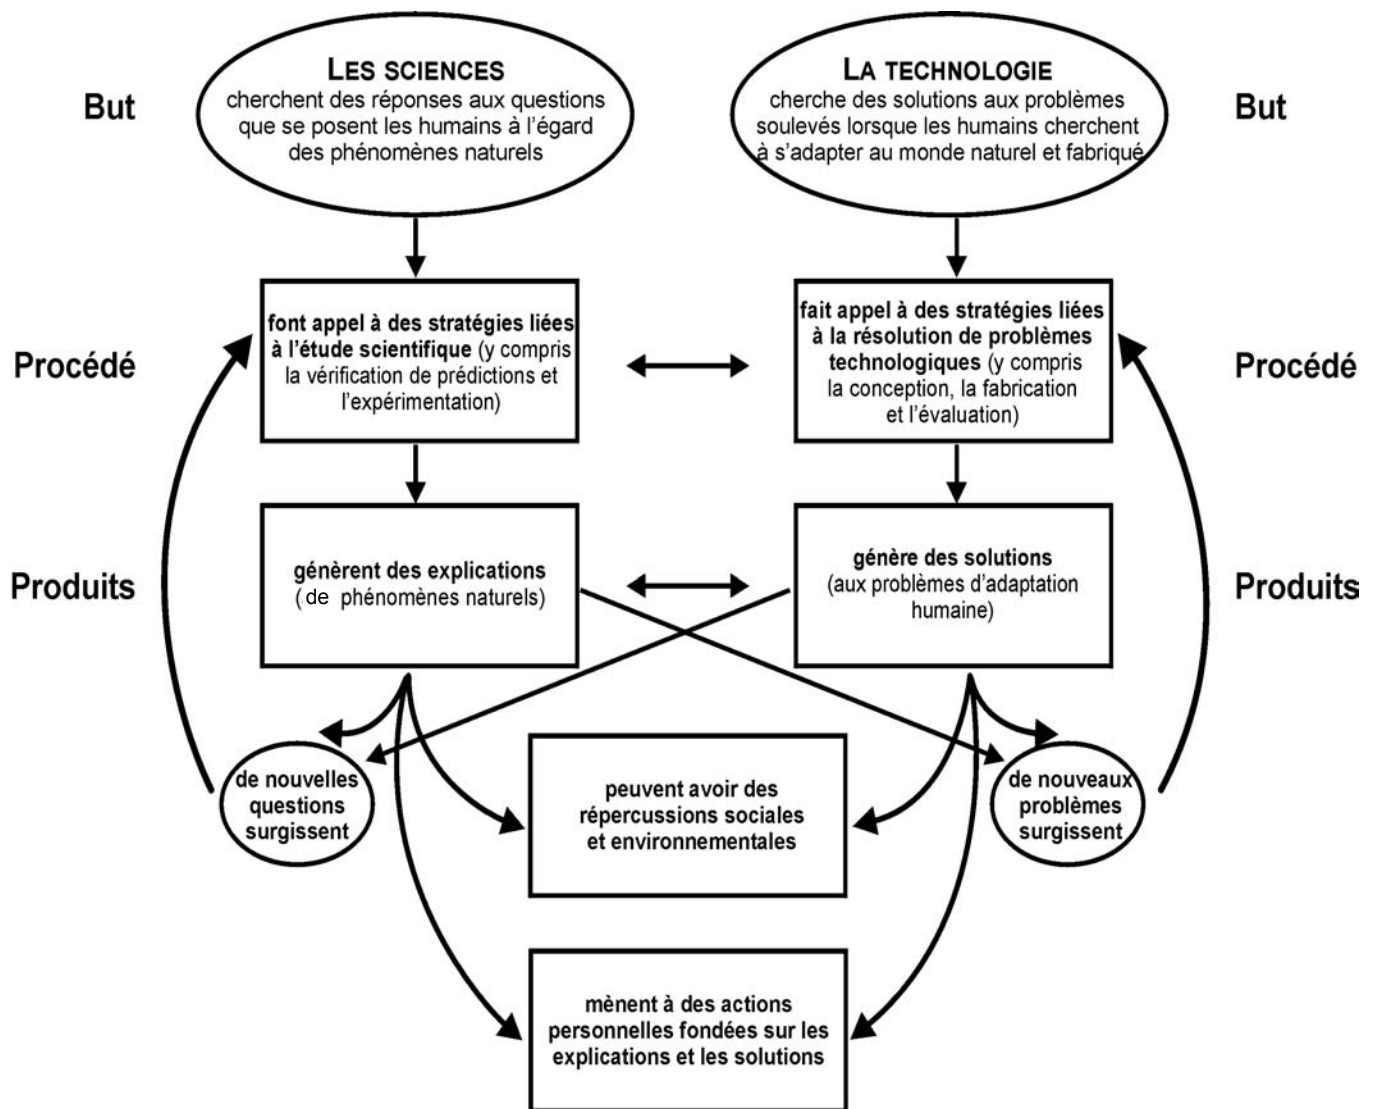 LES SCIENCES
cherchent des réponses aux questions
que se posent les humains à l'égard
des phénomènes naturels
LA TECHNOLOGIE
cherche des solutions aux problèmes
soulevés lorsque les humains cherchent
à s'adapter au monde naturel et fabriqué
But
But
Procédé
font appel à des stratégies liées
à l'étude scientifique (y compris
la vérification de prédictions et
l'expérimentation)
fait appel à des stratégies liées
à la résolution de problèmes
technologiques (y compris
la conception, la fabrication
et l'évaluation)
Procédé
Produits
génèrent des explications
( de phénomènes naturels)
génère des solutions
(aux problèmes d'adaptation
humaine)
Produits
de nouvelles
questions
surgissent
peuvent avoir des
répercussions sociales
et environnementales
de nouveaux
problèmes
surgissent
mènent à des actions
personnelles fondées sur les
explications et les solutions